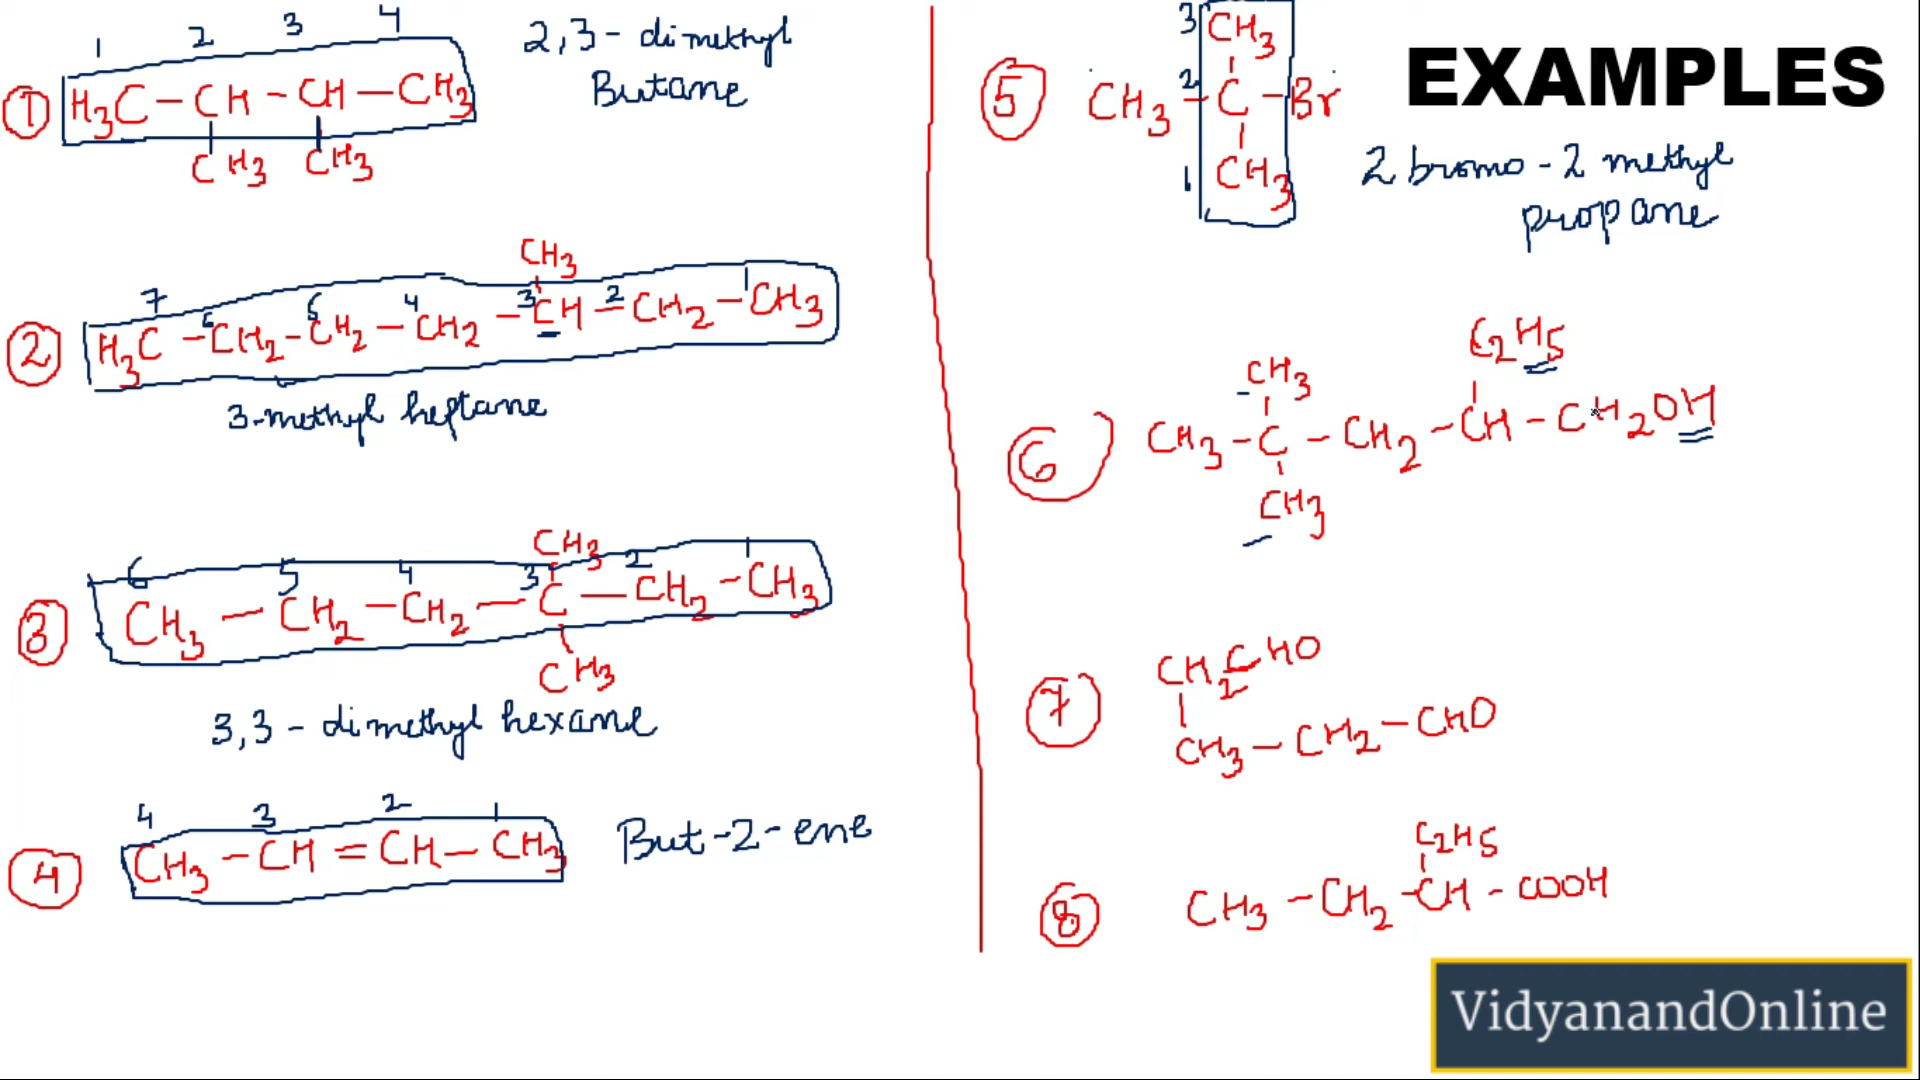 1 2 3 4
① H3C - CH - CH - CH3
CH3 CH3
2,3- dimethyl
Butane
CH3
7 6 5 4 3 2 1
② H3C - CH2 - CH2 - CH2 - CH - CH2 - CH3
3-methyl heptane
CH3
6 5 4 3 2 1
③ CH3 - CH2 - CH2 - C - CH2 - CH3
CH3
3,3 - dimethyl hexane
4 3 2 1
④ CH3 - CH = CH - CH3
But-2-ene
EXAMPLES
3 CH3
⑤ CH3 - 2 C - Br
1 CH3
2 bromo - 2 methyl
propane
C2H5
CH3
⑥ CH3 - C - CH2 - CH - CH2OH
CH3
CH2CHO
⑦ CH3 - CH2 - CHO
C2H5
⑧ CH3 - CH2 - CH - COOH
VidyanandOnline